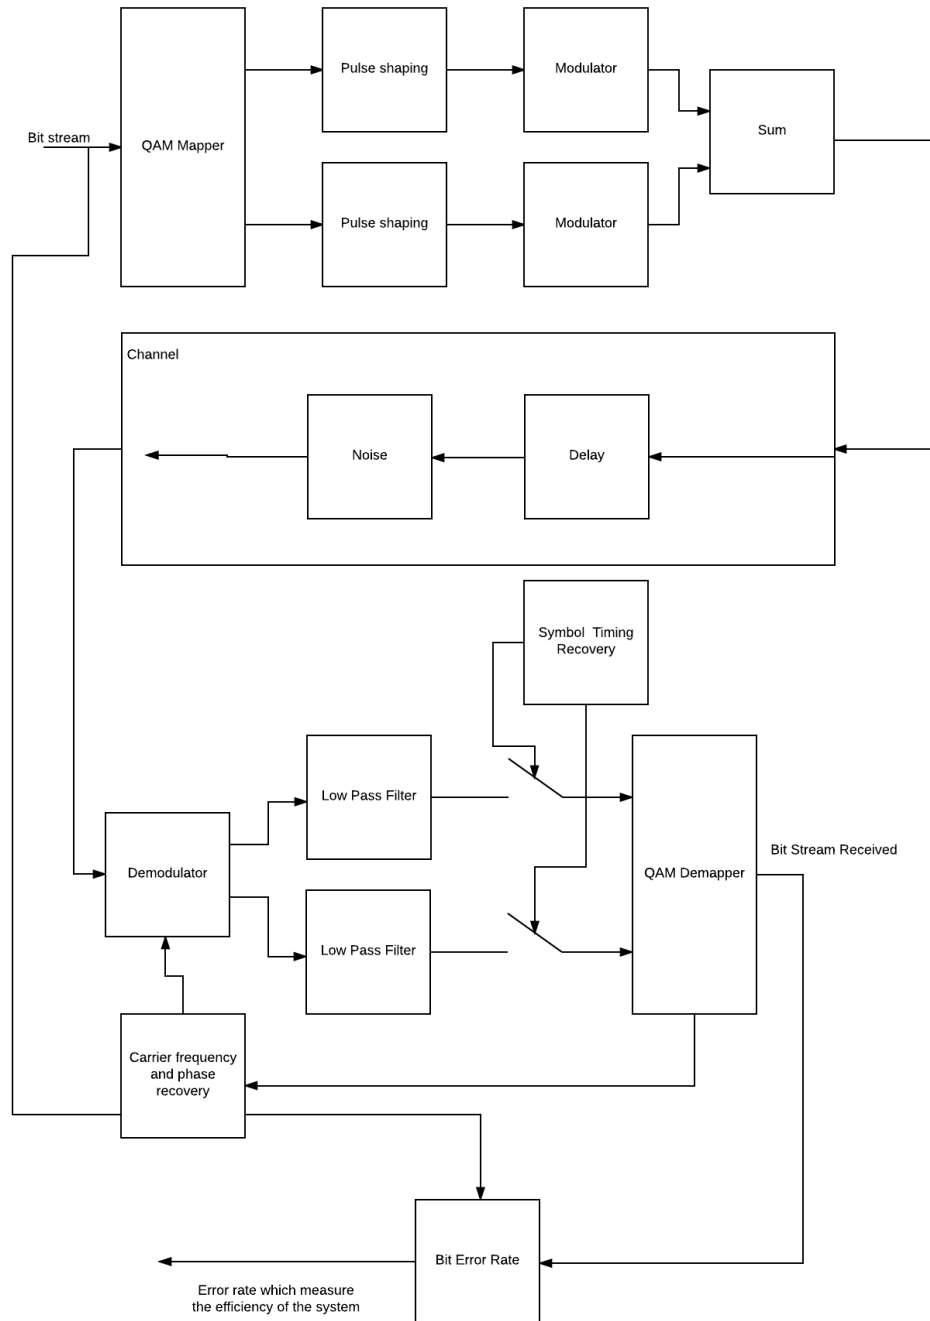 Pulse shaping
Modulator
Sum
Bit stream
QAM Mapper
Pulse shaping
Modulator
Channel
Noise
Delay
Symbol Timing
Recovery
Low Pass Filter
Bit Stream Received
Demodulator
QAM Demapper
Low Pass Filter
Carrier frequency
and phase
recovery
Bit Error Rate
Error rate which measure
the efficiency of the system